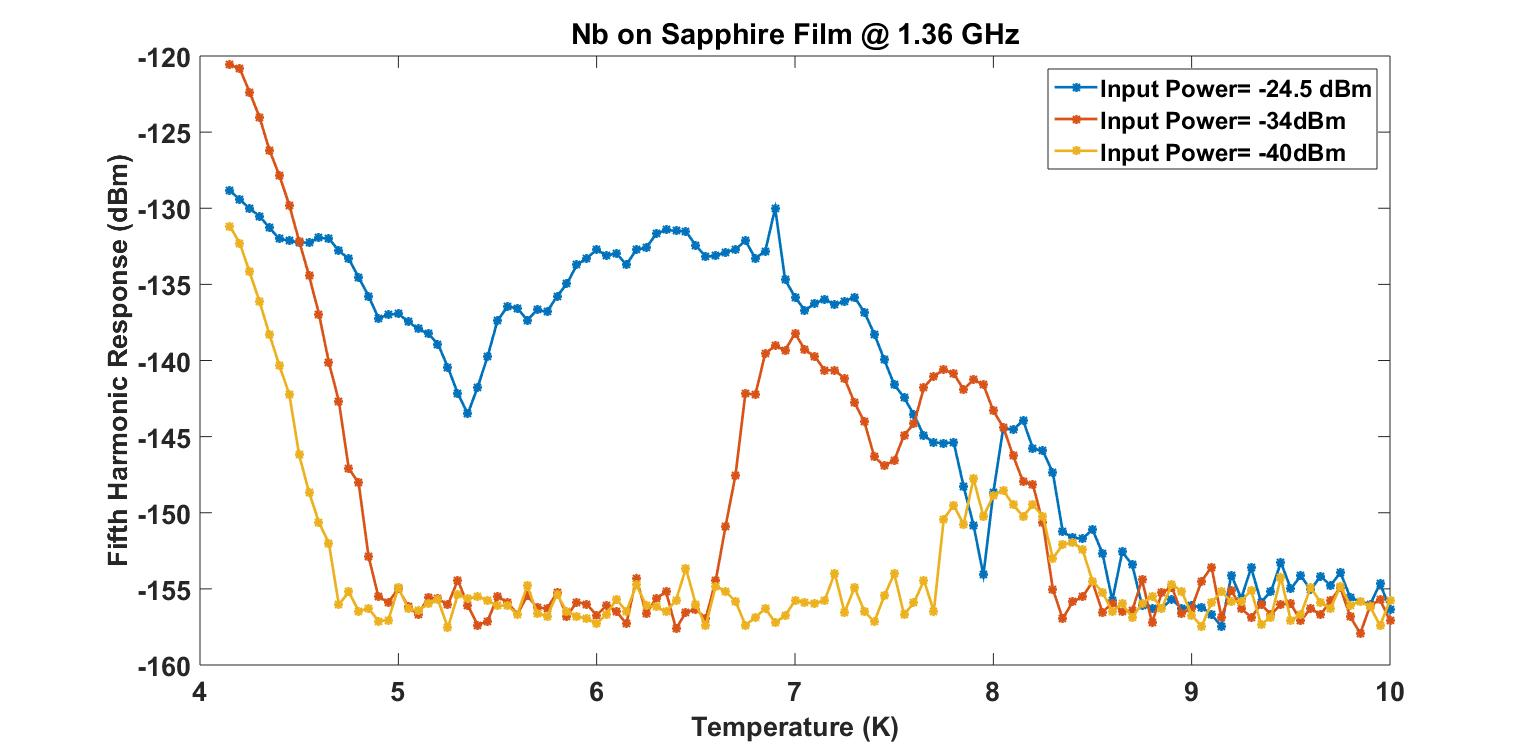 Nb on Sapphire Film @ 1.36 GHz
Input Power= -24.5 dBm
Input Power= -34dBm
Input Power= -40dBm
Fifth Harmonic Response (dBm)
-120
-125
-130
-135
-140
-145
-150
-155
-160
4 5 6 7 8 9 10
Temperature (K)